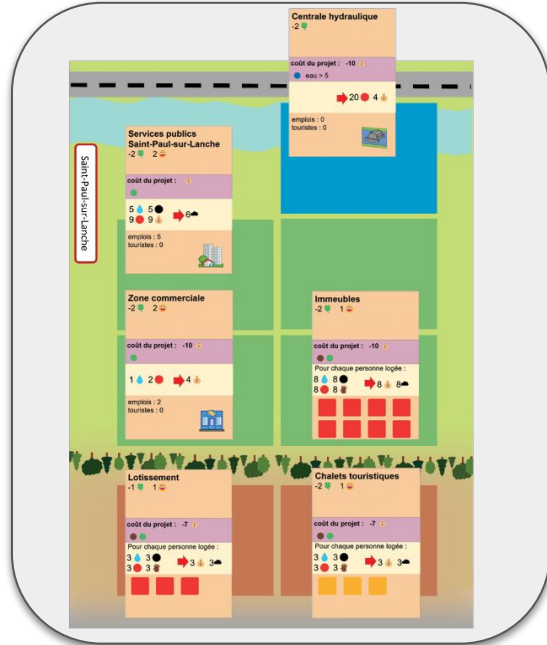 Centrale hydraulique
-2
coût du projet : -10
eau > 5
20 4
emplois : 0
touristes : 0
Saint-Paul-sur-Lanche
Services publics
Saint-Paul-sur-Lanche
-2 2
coût du projet :
5 5
9 9 6
emplois : 5
touristes : 0
Zone commerciale
-2 2
coût du projet : -10
1 2 4
emplois : 2
touristes : 0
Immeubles
-2 1
coût du projet : -10
Pour chaque personne logée :
8 8
8 8 8 8
Lotissement
-1 1
coût du projet : -7
Pour chaque personne logée :
3 3
3 3 3 3
Chalets touristiques
-2 1
coût du projet : -7
Pour chaque personne logée :
3 3
3 3 3 3